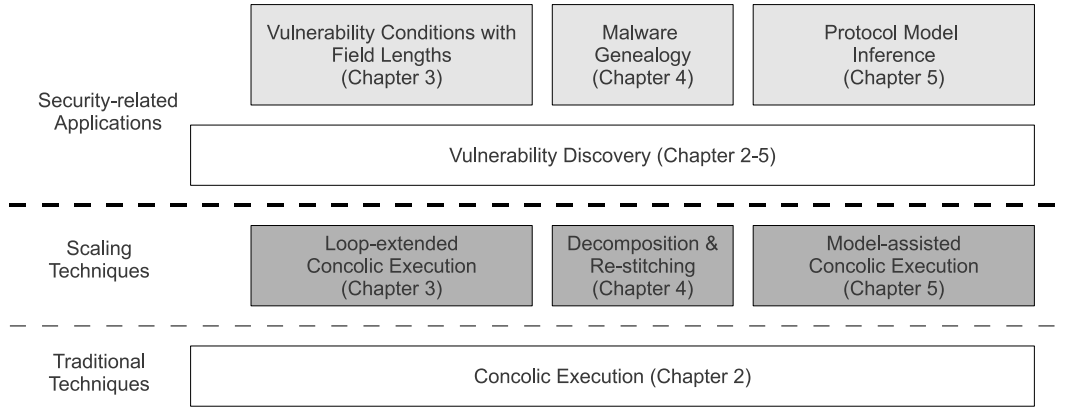 Vulnerability Conditions with
Field Lengths
(Chapter 3)
Malware
Genealogy
(Chapter 4)
Protocol Model
Inference
(Chapter 5)
Security-related
Applications
Vulnerability Discovery (Chapter 2-5)
Scaling
Techniques
Loop-extended
Concolic Execution
(Chapter 3)
Decomposition &
Re-stitching
(Chapter 4)
Model-assisted
Concolic Execution
(Chapter 5)
Traditional
Techniques
Concolic Execution (Chapter 2)